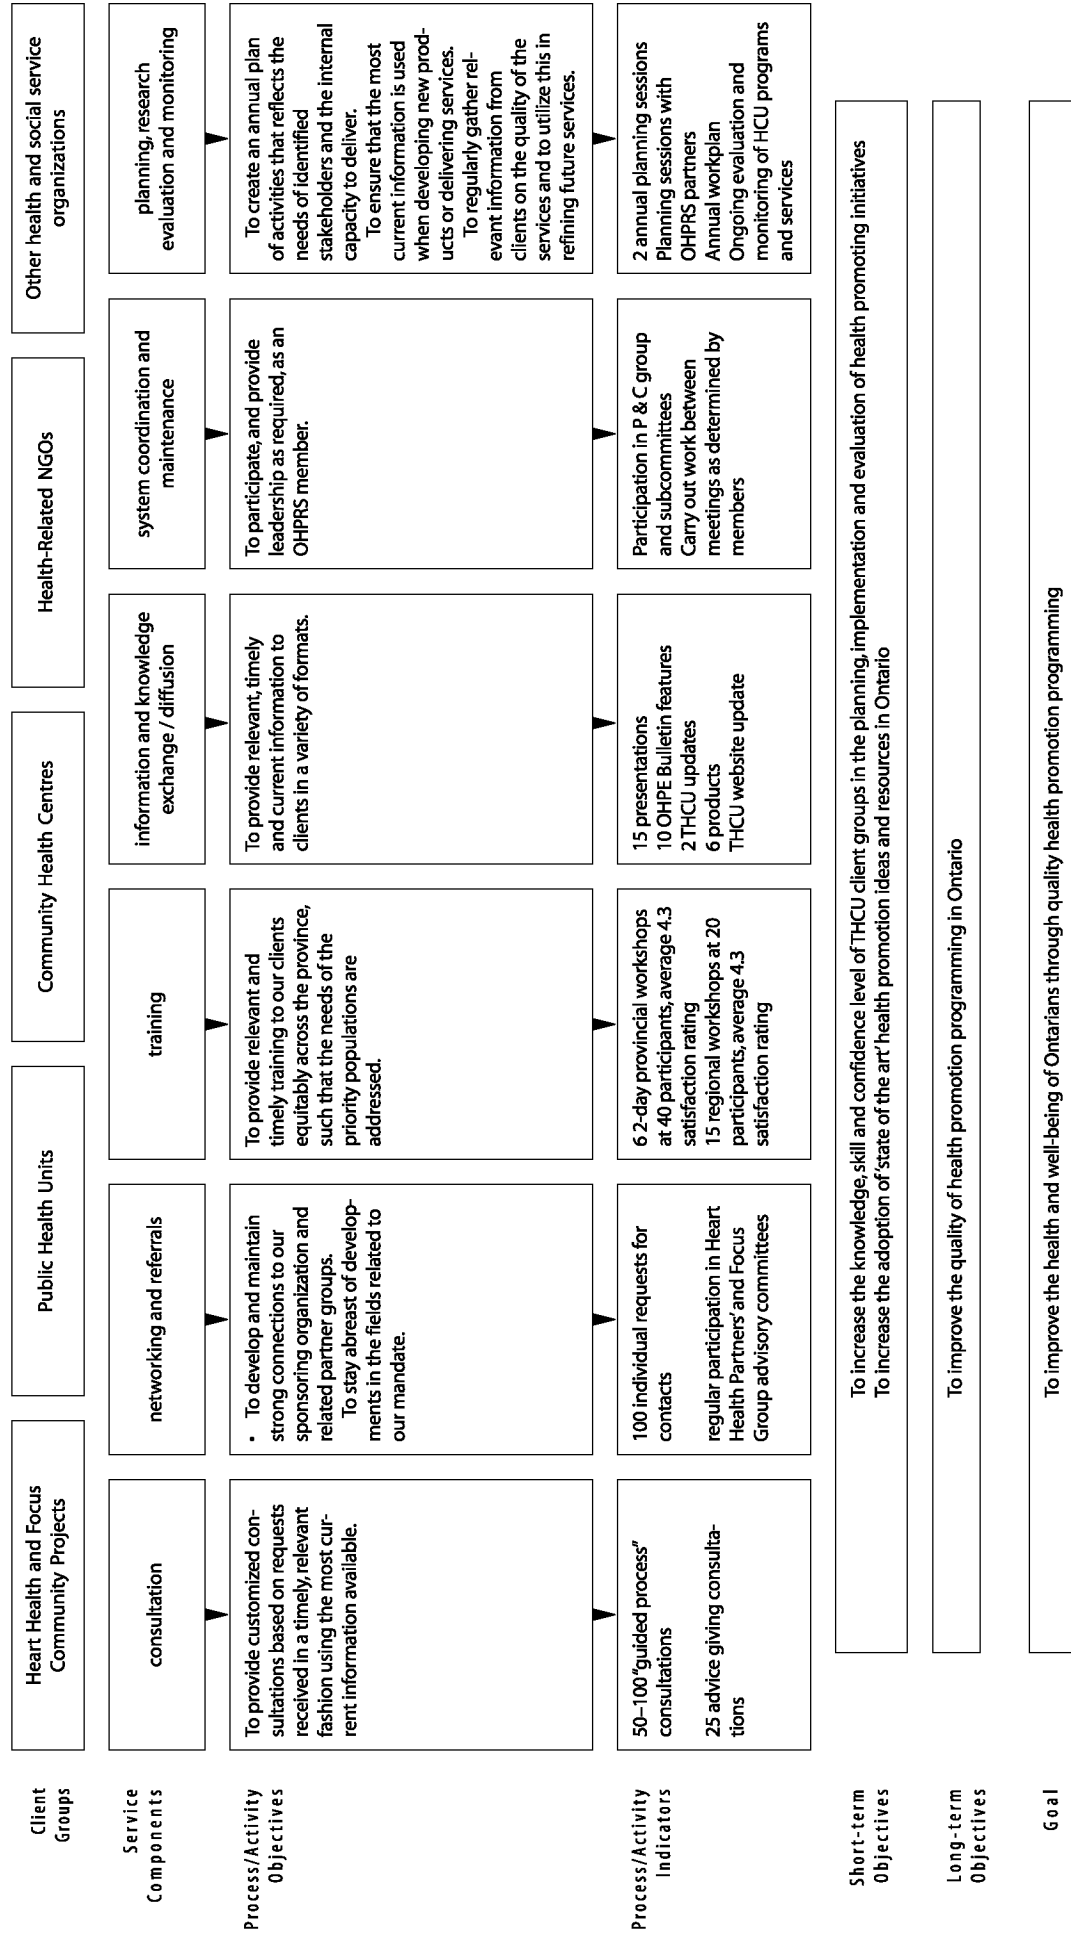 Client
Groups
Heart Health and Focus
Community Projects
Public Health Units
Community Health Centres
Health-Related NGOs
Other health and social service
organizations
Service
Components
consultation
networking and referrals
training
information and knowledge
exchange / diffusion
system coordination and
maintenance
planning, research
evaluation and monitoring
Process/Activity
Objectives
To provide customized con-
sultations based on requests
received in a timely, relevant
fashion using the most cur-
rent information available.
• To develop and maintain
strong connections to our
sponsoring organization and
related partner groups.
To stay abreast of develop-
ments in the fields related to
our mandate.
To provide relevant and
timely training to our clients
equitably across the province,
such that the needs of the
priority populations are
addressed.
To provide relevant, timely
and current information to
clients in a variety of formats.
To participate, and provide
leadership as required, as an
OHPRS member.
To create an annual plan
of activities that reflects the
needs of identified
stakeholders and the internal
capacity to deliver.
To ensure that the most
current information is used
when developing new prod-
ucts or delivering services.
To regularly gather rel-
evant information from
clients on the quality of the
services and to utilize this in
refining future services.
Process/Activity
Indicators
50–100 "guided process"
consultations
25 advice giving consulta-
tions
100 individual requests for
contacts
regular participation in Heart
Health Partners' and Focus
Group advisory committees
6 2-day provincial workshops
at 40 participants, average 4.3
satisfaction rating
15 regional workshops at 20
participants, average 4.3
satisfaction rating
15 presentations
10 OHPE Bulletin features
2 THCU updates
6 products
THCU website update
Participation in P & C group
and subcommittees
Carry out work between
meetings as determined by
members
2 annual planning sessions
Planning sessions with
OHPRS partners
Annual workplan
Ongoing evaluation and
monitoring of HCU programs
and services
Short-term
Objectives
To increase the knowledge, skill and confidence level of THCU client groups in the planning, implementation and evaluation of health promoting initiatives
To increase the adoption of 'state of the art' health promotion ideas and resources in Ontario
Long-term
Objectives
To improve the quality of health promotion programming in Ontario
Goal
To improve the health and well-being of Ontarians through quality health promotion programming